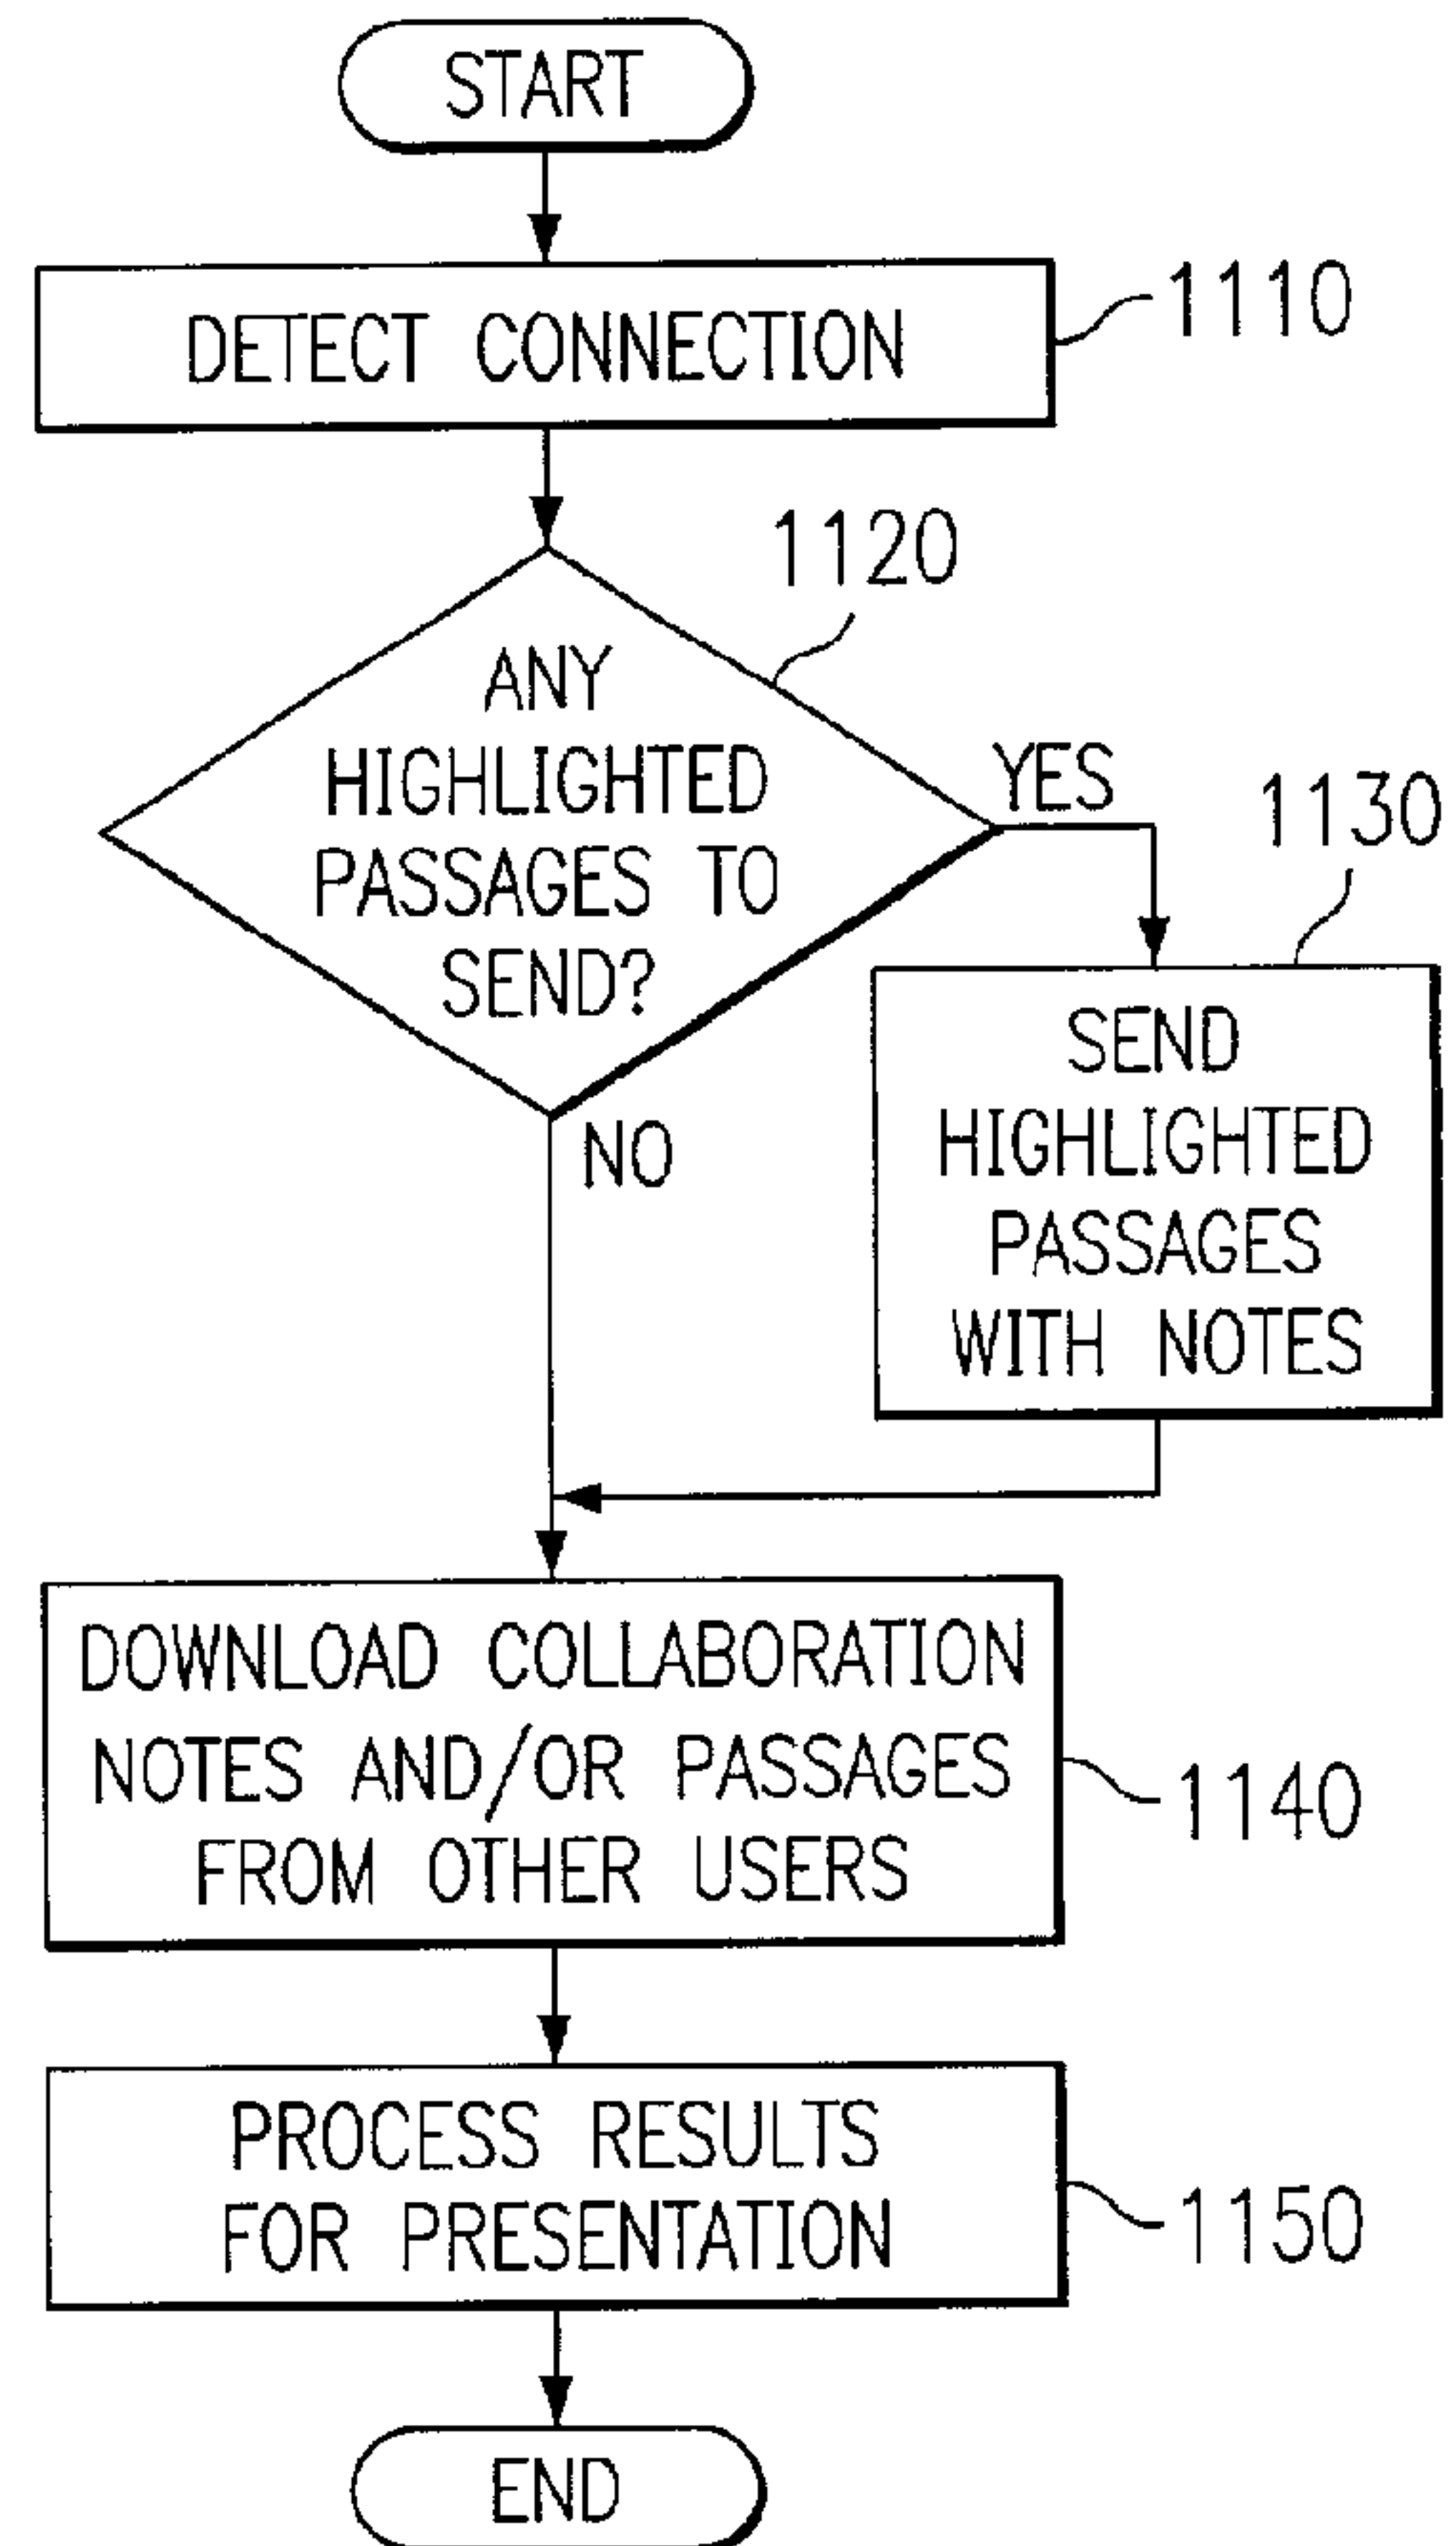 START
DETECT CONNECTION
1110
1120
ANY
HIGHLIGHTED
PASSAGES TO
SEND?
YES
1130
SEND
HIGHLIGHTED
PASSAGES
WITH NOTES
NO
DOWNLOAD COLLABORATION
NOTES AND/OR PASSAGES
FROM OTHER USERS
1140
PROCESS RESULTS
FOR PRESENTATION
1150
END